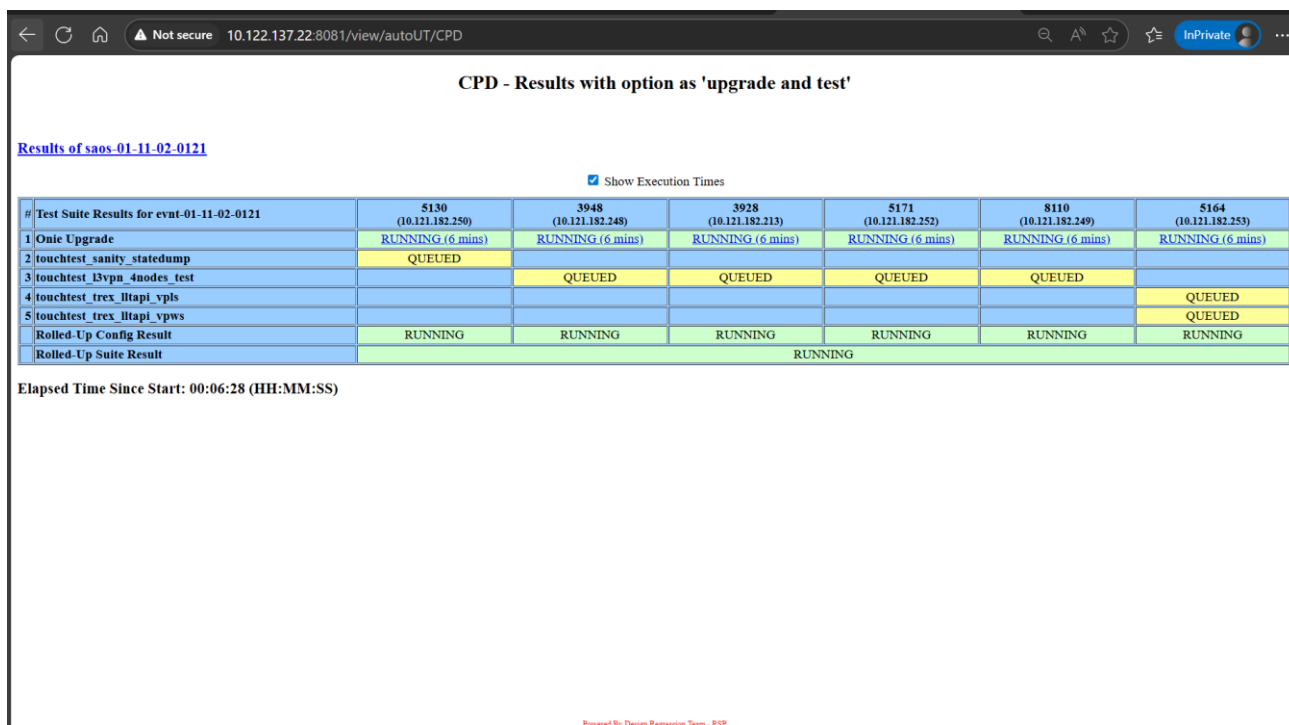 Not secure 10.122.137.22:8081/view/autoUT/CPD InPrivate
CPD - Results with option as 'upgrade and test'
Results of saos-01-11-02-0121
Show Execution Times
# Test Suite Results for evnt-01-11-02-0121 5130 (10.121.182.250) 3948 (10.121.182.248) 3928 (10.121.182.213) 5171 (10.121.182.252) 8110 (10.121.182.249) 5164 (10.121.182.253)
1 Onie Upgrade RUNNING (6 mins) RUNNING (6 mins) RUNNING (6 mins) RUNNING (6 mins) RUNNING (6 mins) RUNNING (6 mins)
2 touchtest_sanity_statedump QUEUED
3 touchtest_l3vpn_4nodes_test QUEUED QUEUED QUEUED QUEUED
4 touchtest_trex_lltapi_vpls QUEUED
5 touchtest_trex_lltapi_vpws QUEUED
Rolled-Up Config Result RUNNING RUNNING RUNNING RUNNING RUNNING RUNNING
Rolled-Up Suite Result RUNNING
Elapsed Time Since Start: 00:06:28 (HH:MM:SS)
Powered By Design Regression Team - RSP